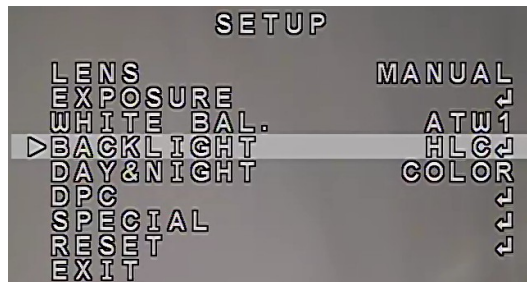 SETUP
LENS MANUAL
EXPOSURE ↵
WHITE BAL. ATW1
▷BACKLIGHT HLC↵
DAY&NIGHT COLOR
DPC ↵
SPECIAL ↵
RESET ↵
EXIT